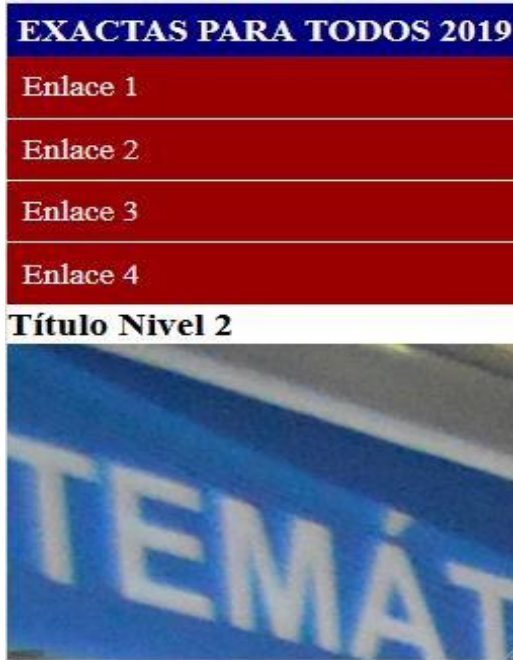 EXACTAS PARA TODOS 2019
Enlace 1
Enlace 2
Enlace 3
Enlace 4
Título Nivel 2
TEMÁT